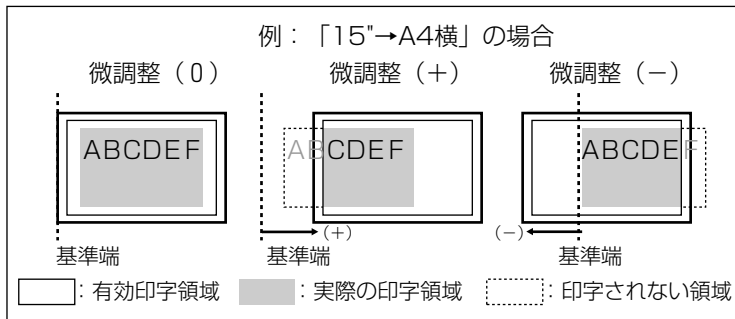 例：「15"→A4横」の場合
微調整（0） 微調整（+） 微調整（−）
ABCDEF ABCDEF ABCDEF
(+) (−)
基準端 基準端 基準端
：有効印字領域 ：実際の印字領域 ：印字されない領域